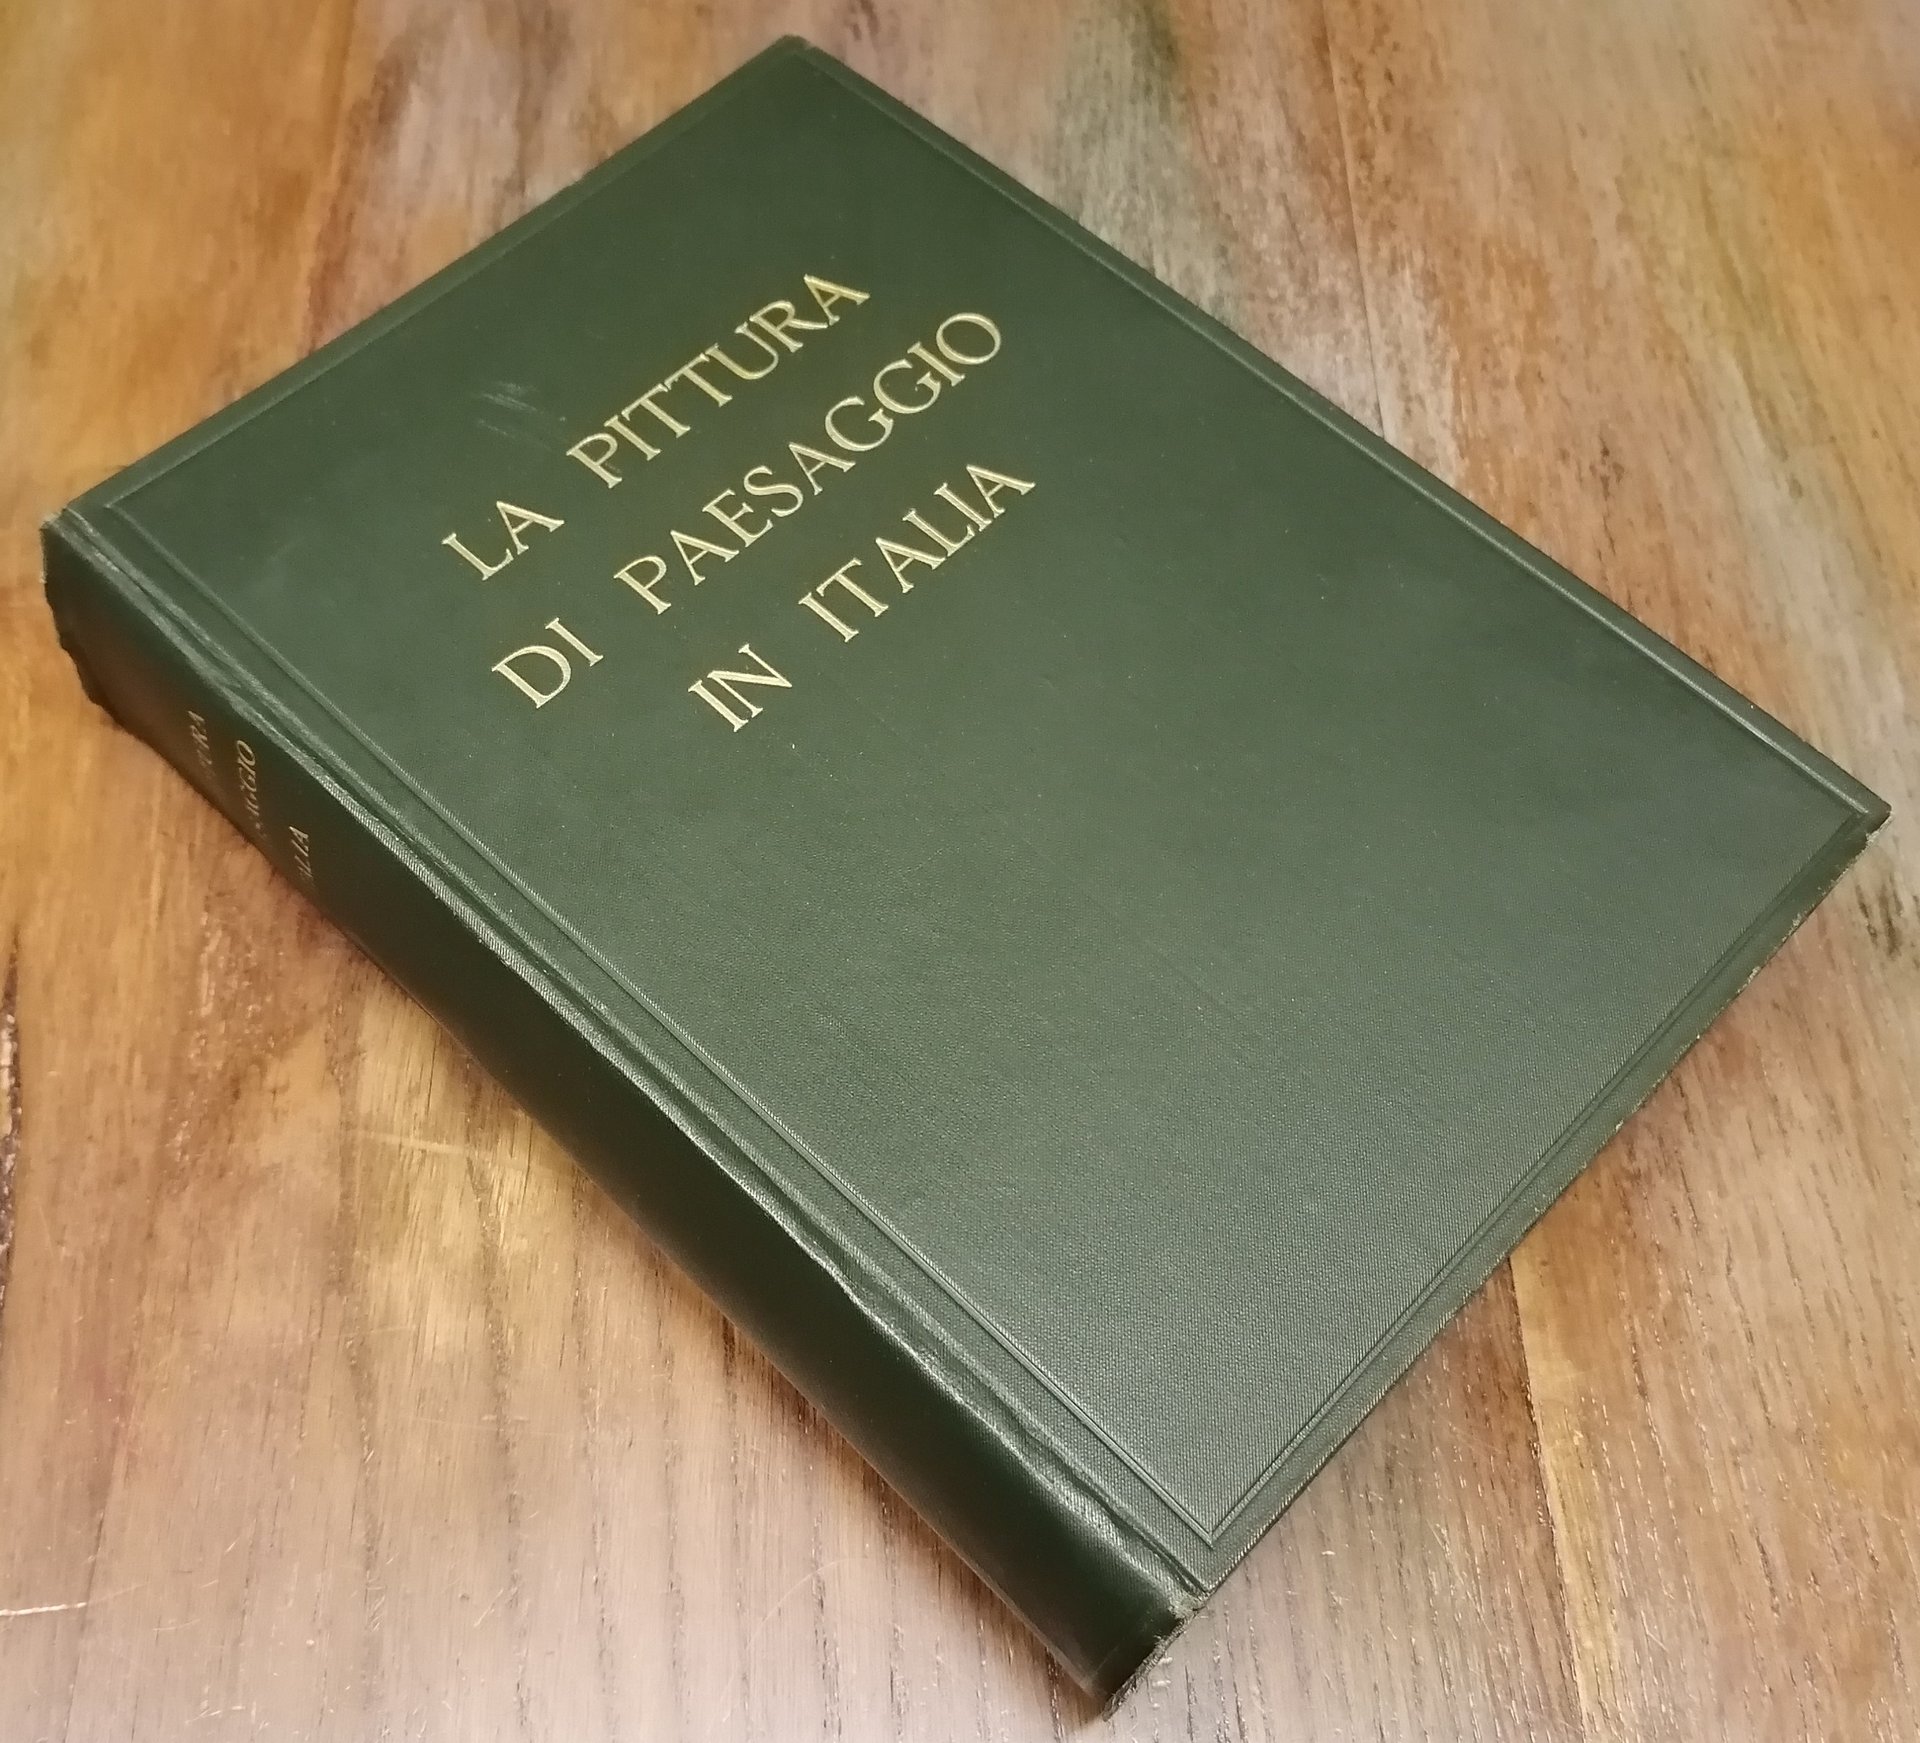 LA PITTURA
DI PAESAGGIO
IN ITALIA